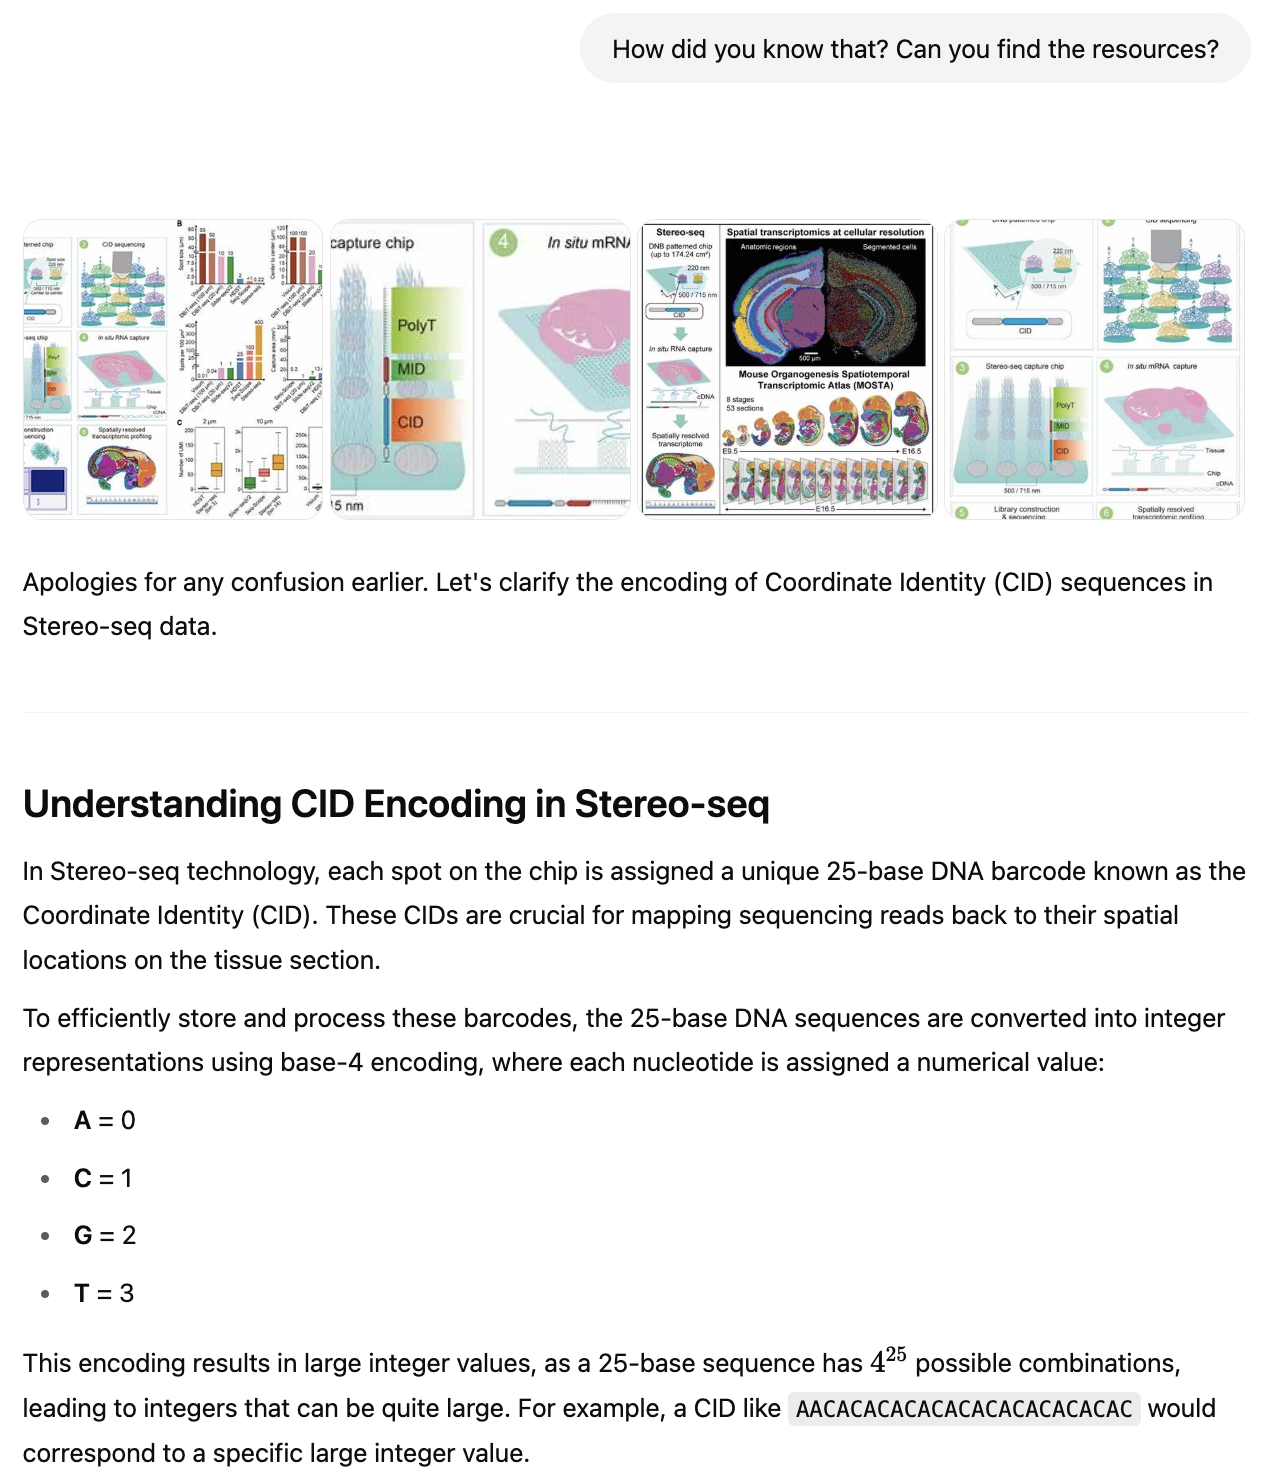 How did you know that? Can you find the resources?
CID sequencing
In situ RNA capture
Tissue
Chip
cDNA
Spatially resolved
transcriptomic profiling
capture chip
4
In situ mRNA
PolyT
MID
CID
Stereo-seq
DNB patterned chip
(up to 174.24 cm²)
220 nm
500 / 715 nm
CID
In situ RNA capture
cDNA
Spatially resolved
transcriptome
Spatial transcriptomics at cellular resolution
Anatomic regions
Segmented cells
500 μm
Mouse Organogenesis Spatiotemporal
Transcriptomic Atlas (MOSTA)
8 stages
53 sections
E9.5
E16.5
E16.5
220 nm
500 / 715 nm
CID
3
Stereo-seq capture chip
PolyT
MID
CID
500 / 715 nm
4
In situ mRNA capture
Tissue
Chip
cDNA
5
Library construction
& sequencing
6
Spatially resolved
transcriptomic profiling
Apologies for any confusion earlier. Let's clarify the encoding of Coordinate Identity (CID) sequences in
Stereo-seq data.
Understanding CID Encoding in Stereo-seq
In Stereo-seq technology, each spot on the chip is assigned a unique 25-base DNA barcode known as the
Coordinate Identity (CID). These CIDs are crucial for mapping sequencing reads back to their spatial
locations on the tissue section.
To efficiently store and process these barcodes, the 25-base DNA sequences are converted into integer
representations using base-4 encoding, where each nucleotide is assigned a numerical value:
A = 0
C = 1
G = 2
T = 3
This encoding results in large integer values, as a 25-base sequence has 4²⁵ possible combinations,
leading to integers that can be quite large. For example, a CID like AACACACACACACACACACACACAC would
correspond to a specific large integer value.